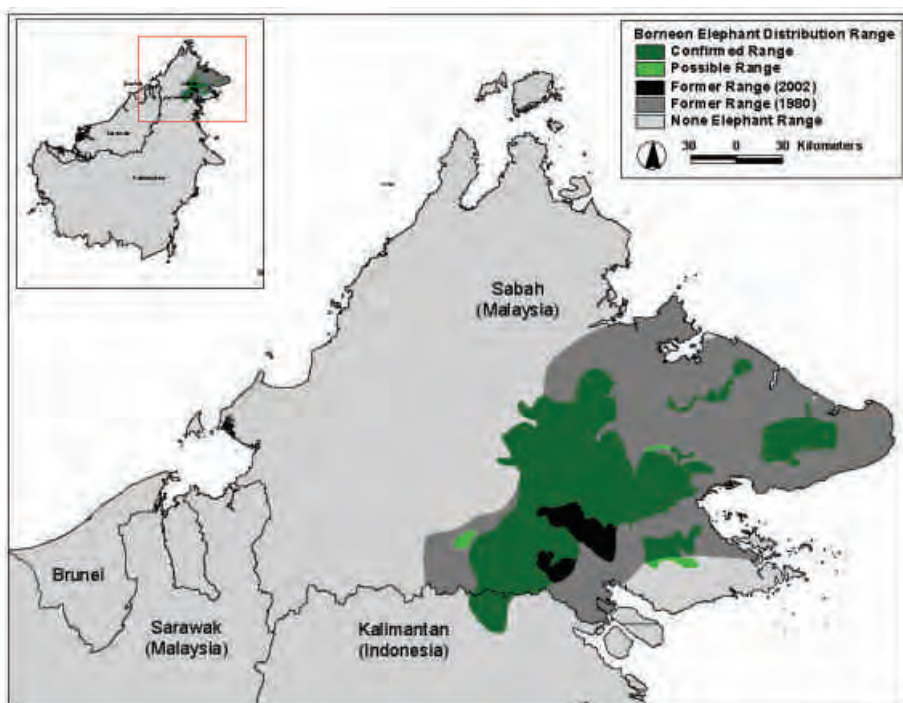 Borneon Elephant Distribution Range
Confirmed Range
Possible Range
Former Range (2002)
Former Range (1980)
None Elephant Range
30 0 30 Kilometers
Sabah
(Malaysia)
Brunei
Sarawak
(Malaysia)
Kalimantan
(Indonesia)